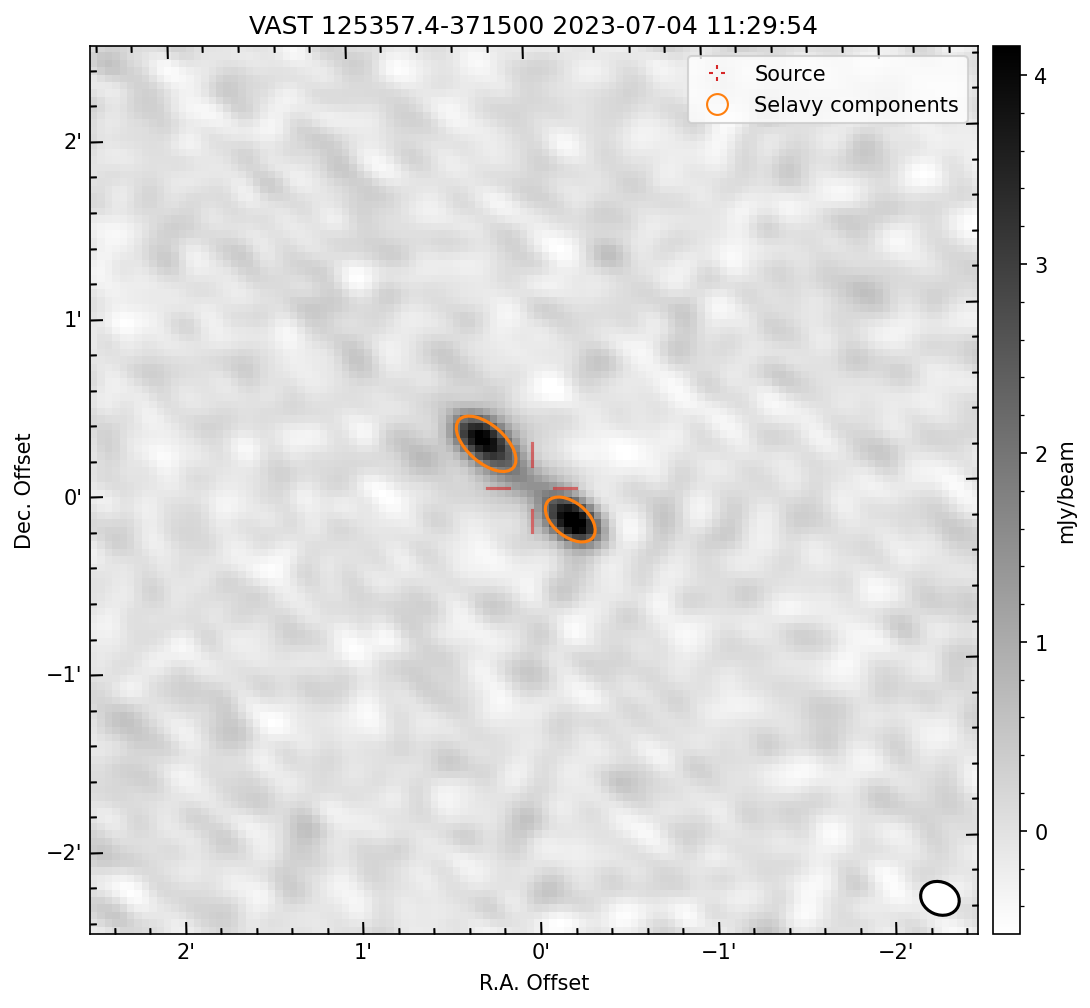 VAST 125357.4-371500 2023-07-04 11:29:54
Source
Selavy components
2'
1'
0'
−1'
−2'
Dec. Offset
2'
1'
0'
−1'
−2'
R.A. Offset
4
3
2
1
0
mJy/beam